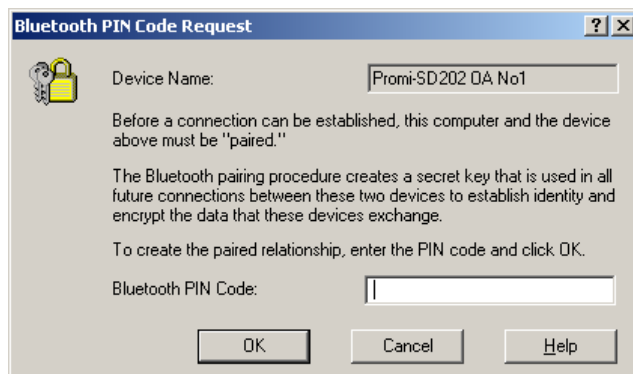 Bluetooth PIN Code Request
Device Name: Promi-SD202 OA No1
Before a connection can be established, this computer and the device
above must be "paired."
The Bluetooth pairing procedure creates a secret key that is used in all
future connections between these two devices to establish identity and
encrypt the data that these devices exchange.
To create the paired relationship, enter the PIN code and click OK.
Bluetooth PIN Code:
OK Cancel Help